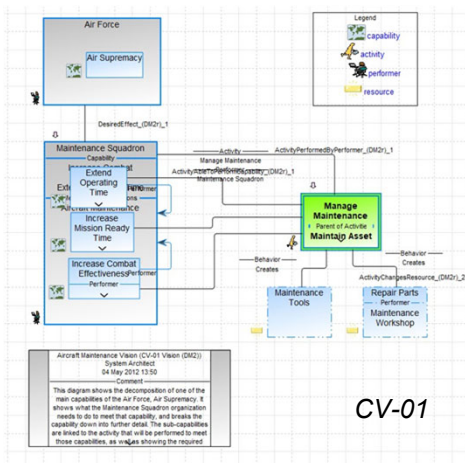 Air Force
Air Supremacy
Legend
capability
activity
performer
resource
DesiredEffect_(DM2r)_1
Maintenance Squadron
Capability
Extend
Operating
Time
Aircraft Maintenance
Increase
Mission Ready
Time
Increase Combat
Effectiveness
Performer
Performer
Activity
ActivityPerformedByPerformer_(DM2r)_1
Manage Maintenance
Maintenance Squadron
Manage
Maintenance
Parent of Activitie
Maintain Asset
Behavior
Creates
Behavior
Creates
ActivityChangesResource_(DM2r)_2
Maintenance
Tools
Repair Parts
Performer
Maintenance
Workshop
Aircraft Maintenance Vision (CV-01 Vision (DM2))
System Architect
04 May 2012 13:50
Comment
This diagram shows the decomposition of one of the
main capabilities of the Air Force, Air Supremacy. It
shows what the Maintenance Squadron organization
needs to do to meet that capability, and breaks the
capability down into further detail. The sub-capabilities
are linked to the activity that will be performed to meet
those capabilities, as well as showing the required
CV-01